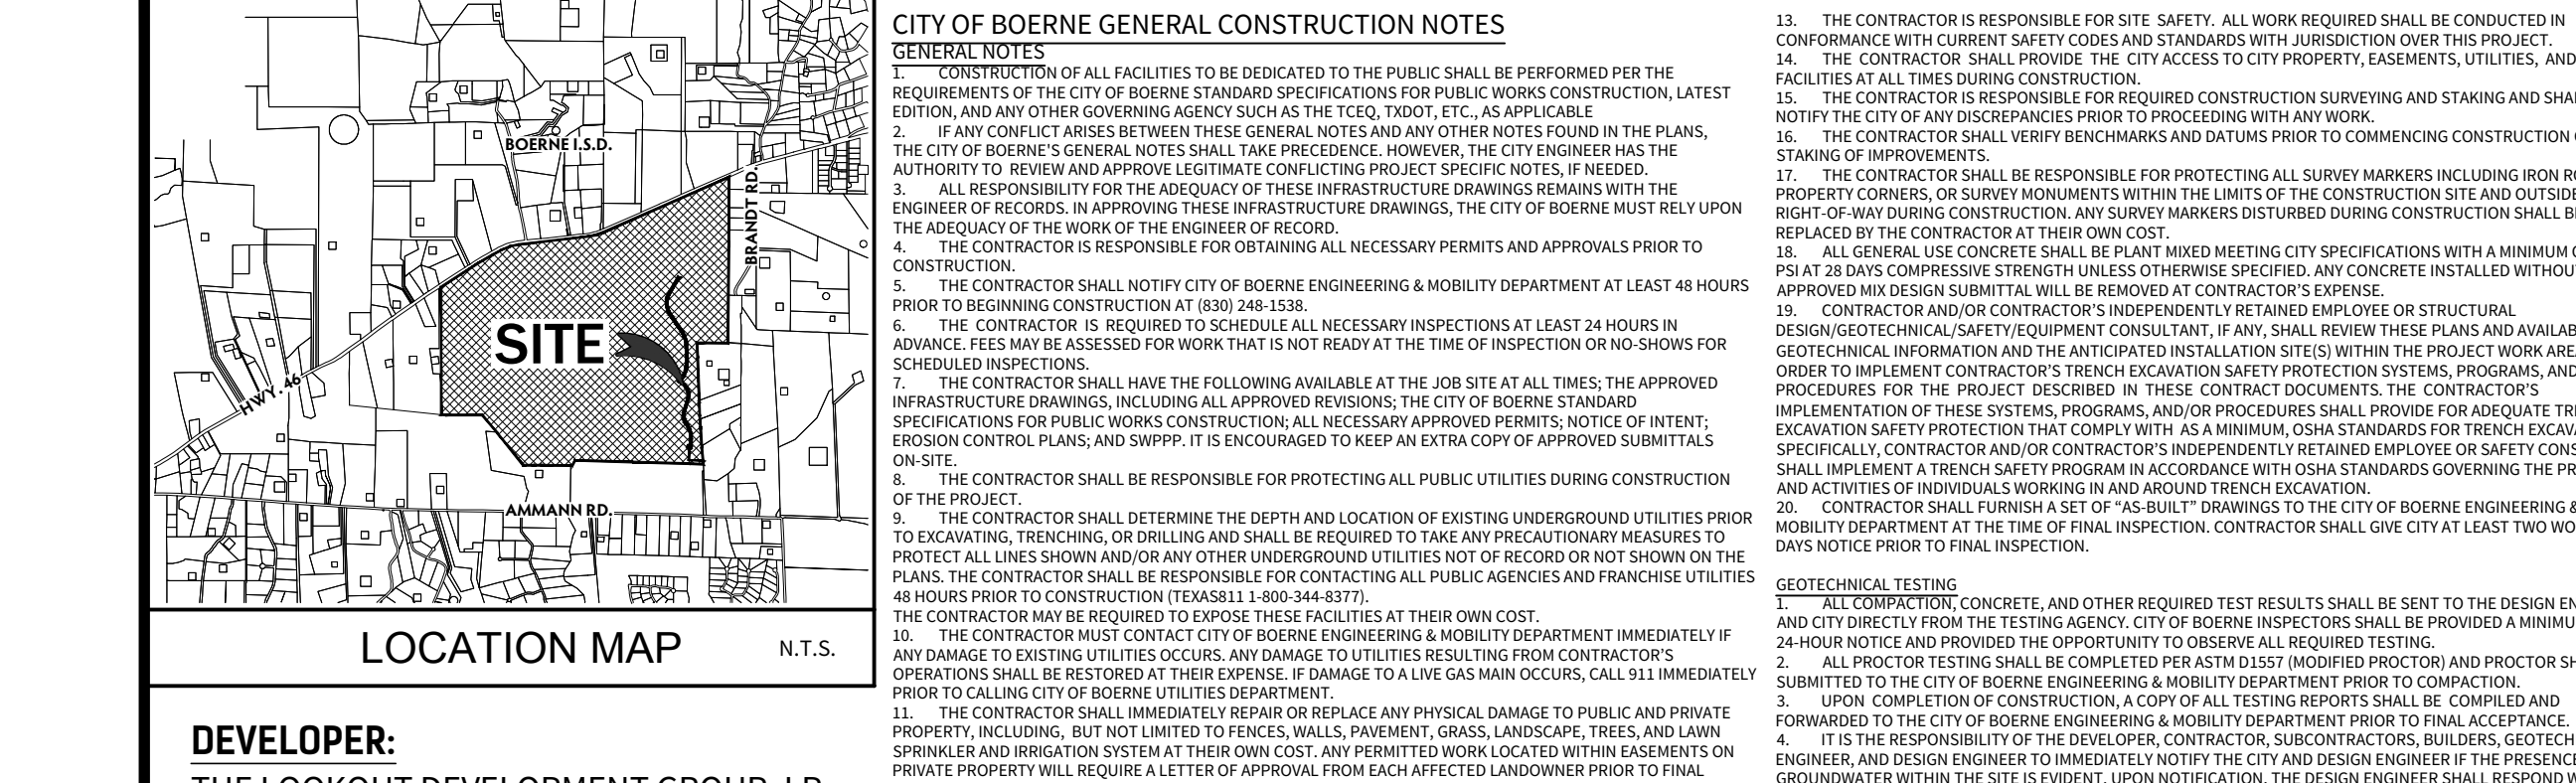 BOERNE I.S.D.
BRANDT RD.
SITE
HWY. 46
AMMANN RD.
LOCATION MAP N.T.S.
DEVELOPER:
THE LOOKOUT DEVELOPMENT GROUP, LP
CITY OF BOERNE GENERAL CONSTRUCTION NOTES
GENERAL NOTES
1. CONSTRUCTION OF ALL FACILITIES TO BE DEDICATED TO THE PUBLIC SHALL BE PERFORMED PER THE
REQUIREMENTS OF THE CITY OF BOERNE STANDARD SPECIFICATIONS FOR PUBLIC WORKS CONSTRUCTION, LATEST
EDITION, AND ANY OTHER GOVERNING AGENCY SUCH AS THE TCEQ, TXDOT, ETC., AS APPLICABLE
2. IF ANY CONFLICT ARISES BETWEEN THESE GENERAL NOTES AND ANY OTHER NOTES FOUND IN THE PLANS,
THE CITY OF BOERNE'S GENERAL NOTES SHALL TAKE PRECEDENCE. HOWEVER, THE CITY ENGINEER HAS THE
AUTHORITY TO REVIEW AND APPROVE LEGITIMATE CONFLICTING PROJECT SPECIFIC NOTES, IF NEEDED.
3. ALL RESPONSIBILITY FOR THE ADEQUACY OF THESE INFRASTRUCTURE DRAWINGS REMAINS WITH THE
ENGINEER OF RECORDS. IN APPROVING THESE INFRASTRUCTURE DRAWINGS, THE CITY OF BOERNE MUST RELY UPON
THE ADEQUACY OF THE WORK OF THE ENGINEER OF RECORD.
4. THE CONTRACTOR IS RESPONSIBLE FOR OBTAINING ALL NECESSARY PERMITS AND APPROVALS PRIOR TO
CONSTRUCTION.
5. THE CONTRACTOR SHALL NOTIFY CITY OF BOERNE ENGINEERING & MOBILITY DEPARTMENT AT LEAST 48 HOURS
PRIOR TO BEGINNING CONSTRUCTION AT (830) 248-1538.
6. THE CONTRACTOR IS REQUIRED TO SCHEDULE ALL NECESSARY INSPECTIONS AT LEAST 24 HOURS IN
ADVANCE. FEES MAY BE ASSESSED FOR WORK THAT IS NOT READY AT THE TIME OF INSPECTION OR NO-SHOWS FOR
SCHEDULED INSPECTIONS.
7. THE CONTRACTOR SHALL HAVE THE FOLLOWING AVAILABLE AT THE JOB SITE AT ALL TIMES; THE APPROVED
INFRASTRUCTURE DRAWINGS, INCLUDING ALL APPROVED REVISIONS; THE CITY OF BOERNE STANDARD
SPECIFICATIONS FOR PUBLIC WORKS CONSTRUCTION; ALL NECESSARY APPROVED PERMITS; NOTICE OF INTENT;
EROSION CONTROL PLANS; AND SWPPP. IT IS ENCOURAGED TO KEEP AN EXTRA COPY OF APPROVED SUBMITTALS
ON-SITE.
8. THE CONTRACTOR SHALL BE RESPONSIBLE FOR PROTECTING ALL PUBLIC UTILITIES DURING CONSTRUCTION
OF THE PROJECT.
9. THE CONTRACTOR SHALL DETERMINE THE DEPTH AND LOCATION OF EXISTING UNDERGROUND UTILITIES PRIOR
TO EXCAVATING, TRENCHING, OR DRILLING AND SHALL BE REQUIRED TO TAKE ANY PRECAUTIONARY MEASURES TO
PROTECT ALL LINES SHOWN AND/OR ANY OTHER UNDERGROUND UTILITIES NOT OF RECORD OR NOT SHOWN ON THE
PLANS. THE CONTRACTOR SHALL BE RESPONSIBLE FOR CONTACTING ALL PUBLIC AGENCIES AND FRANCHISE UTILITIES
48 HOURS PRIOR TO CONSTRUCTION (TEXAS811 1-800-344-8377).
THE CONTRACTOR MAY BE REQUIRED TO EXPOSE THESE FACILITIES AT THEIR OWN COST.
10. THE CONTRACTOR MUST CONTACT CITY OF BOERNE ENGINEERING & MOBILITY DEPARTMENT IMMEDIATELY IF
ANY DAMAGE TO EXISTING UTILITIES OCCURS. ANY DAMAGE TO UTILITIES RESULTING FROM CONTRACTOR'S
OPERATIONS SHALL BE RESTORED AT THEIR EXPENSE. IF DAMAGE TO A LIVE GAS MAIN OCCURS, CALL 911 IMMEDIATELY
PRIOR TO CALLING CITY OF BOERNE UTILITIES DEPARTMENT.
11. THE CONTRACTOR SHALL IMMEDIATELY REPAIR OR REPLACE ANY PHYSICAL DAMAGE TO PUBLIC AND PRIVATE
PROPERTY, INCLUDING, BUT NOT LIMITED TO FENCES, WALLS, PAVEMENT, GRASS, LANDSCAPE, TREES, AND LAWN
SPRINKLER AND IRRIGATION SYSTEM AT THEIR OWN COST. ANY PERMITTED WORK LOCATED WITHIN EASEMENTS ON
PRIVATE PROPERTY WILL REQUIRE A LETTER OF APPROVAL FROM EACH AFFECTED LANDOWNER PRIOR TO FINAL
13. THE CONTRACTOR IS RESPONSIBLE FOR SITE SAFETY. ALL WORK REQUIRED SHALL BE CONDUCTED IN
CONFORMANCE WITH CURRENT SAFETY CODES AND STANDARDS WITH JURISDICTION OVER THIS PROJECT.
14. THE CONTRACTOR SHALL PROVIDE THE CITY ACCESS TO CITY PROPERTY, EASEMENTS, UTILITIES, AND
FACILITIES AT ALL TIMES DURING CONSTRUCTION.
15. THE CONTRACTOR IS RESPONSIBLE FOR REQUIRED CONSTRUCTION SURVEYING AND STAKING AND
NOTIFY THE CITY OF ANY DISCREPANCIES PRIOR TO PROCEEDING WITH ANY WORK.
16. THE CONTRACTOR SHALL VERIFY BENCHMARKS AND DATUMS PRIOR TO COMMENCING CONSTRUCTION
STAKING OF IMPROVEMENTS.
17. THE CONTRACTOR SHALL BE RESPONSIBLE FOR PROTECTING ALL SURVEY MARKERS INCLUDING IRON
PROPERTY CORNERS, OR SURVEY MONUMENTS WITHIN THE LIMITS OF THE CONSTRUCTION SITE AND OUTSIDE
RIGHT-OF-WAY DURING CONSTRUCTION. ANY SURVEY MARKERS DISTURBED DURING CONSTRUCTION SHALL
REPLACED BY THE CONTRACTOR AT THEIR OWN COST.
18. ALL GENERAL USE CONCRETE SHALL BE PLANT MIXED MEETING CITY SPECIFICATIONS WITH A MINIMUM
PSI AT 28 DAYS COMPRESSIVE STRENGTH UNLESS OTHERWISE SPECIFIED. ANY CONCRETE INSTALLED
APPROVED MIX DESIGN SUBMITTAL WILL BE REMOVED AT CONTRACTOR'S EXPENSE.
19. CONTRACTOR AND/OR CONTRACTOR'S INDEPENDENTLY RETAINED EMPLOYEE OR STRUCTURAL
DESIGN/GEOTECHNICAL/SAFETY/EQUIPMENT CONSULTANT, IF ANY, SHALL REVIEW THESE PLANS AND
GEOTECHNICAL INFORMATION AND THE ANTICIPATED INSTALLATION SITE(S) WITHIN THE PROJECT WORK
ORDER TO IMPLEMENT CONTRACTOR'S TRENCH EXCAVATION SAFETY PROTECTION SYSTEMS, PROGRAMS, AND
PROCEDURES FOR THE PROJECT DESCRIBED IN THESE CONTRACT DOCUMENTS. THE CONTRACTOR'S
IMPLEMENTATION OF THESE SYSTEMS, PROGRAMS, AND/OR PROCEDURES SHALL PROVIDE FOR ADEQUATE
EXCAVATION SAFETY PROTECTION THAT COMPLY WITH AS A MINIMUM, OSHA STANDARDS FOR TRENCH
SPECIFICALLY, CONTRACTOR AND/OR CONTRACTOR'S INDEPENDENTLY RETAINED EMPLOYEE OR SAFETY
SHALL IMPLEMENT A TRENCH SAFETY PROGRAM IN ACCORDANCE WITH OSHA STANDARDS GOVERNING THE
AND ACTIVITIES OF INDIVIDUALS WORKING IN AND AROUND TRENCH EXCAVATION.
20. CONTRACTOR SHALL FURNISH A SET OF "AS-BUILT" DRAWINGS TO THE CITY OF BOERNE ENGINEERING &
MOBILITY DEPARTMENT AT THE TIME OF FINAL INSPECTION. CONTRACTOR SHALL GIVE CITY AT LEAST TWO
DAYS NOTICE PRIOR TO FINAL INSPECTION.
GEOTECHNICAL TESTING
1. ALL COMPACTION, CONCRETE, AND OTHER REQUIRED TEST RESULTS SHALL BE SENT TO THE DESIGN
AND CITY DIRECTLY FROM THE TESTING AGENCY. CITY OF BOERNE INSPECTORS SHALL BE PROVIDED A
24-HOUR NOTICE AND PROVIDED THE OPPORTUNITY TO OBSERVE ALL REQUIRED TESTING.
2. ALL PROCTOR TESTING SHALL BE COMPLETED PER ASTM D1557 (MODIFIED PROCTOR) AND PROCTOR
SUBMITTED TO THE CITY OF BOERNE ENGINEERING & MOBILITY DEPARTMENT PRIOR TO COMPACTION.
3. UPON COMPLETION OF CONSTRUCTION, A COPY OF ALL TESTING REPORTS SHALL BE COMPILED AND
FORWARDED TO THE CITY OF BOERNE ENGINEERING & MOBILITY DEPARTMENT PRIOR TO FINAL ACCEPTANCE.
4. IT IS THE RESPONSIBILITY OF THE DEVELOPER, CONTRACTOR, SUBCONTRACTORS, BUILDERS,
ENGINEER, AND DESIGN ENGINEER TO IMMEDIATELY NOTIFY THE CITY AND DESIGN ENGINEER IF THE
GROUNDWATER WITHIN THE SITE IS EVIDENT. UPON NOTIFICATION, THE DESIGN ENGINEER SHALL RESPOND